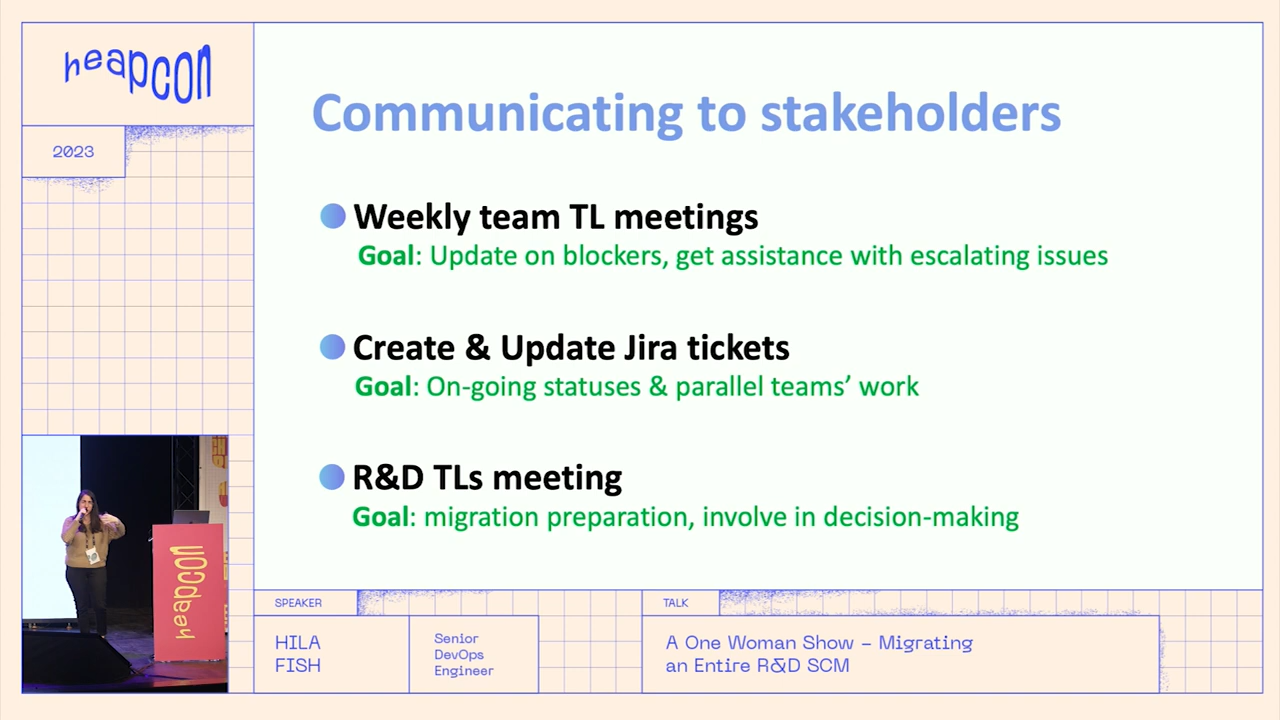 heapcon
2023
Communicating to stakeholders
Weekly team TL meetings
Goal: Update on blockers, get assistance with escalating issues
Create & Update Jira tickets
Goal: On-going statuses & parallel teams’ work
R&D TLs meeting
Goal: migration preparation, involve in decision-making
heapcon
SPEAKER
HILA
FISH
Senior
DevOps
Engineer
TALK
A One Woman Show – Migrating
an Entire R&D SCM